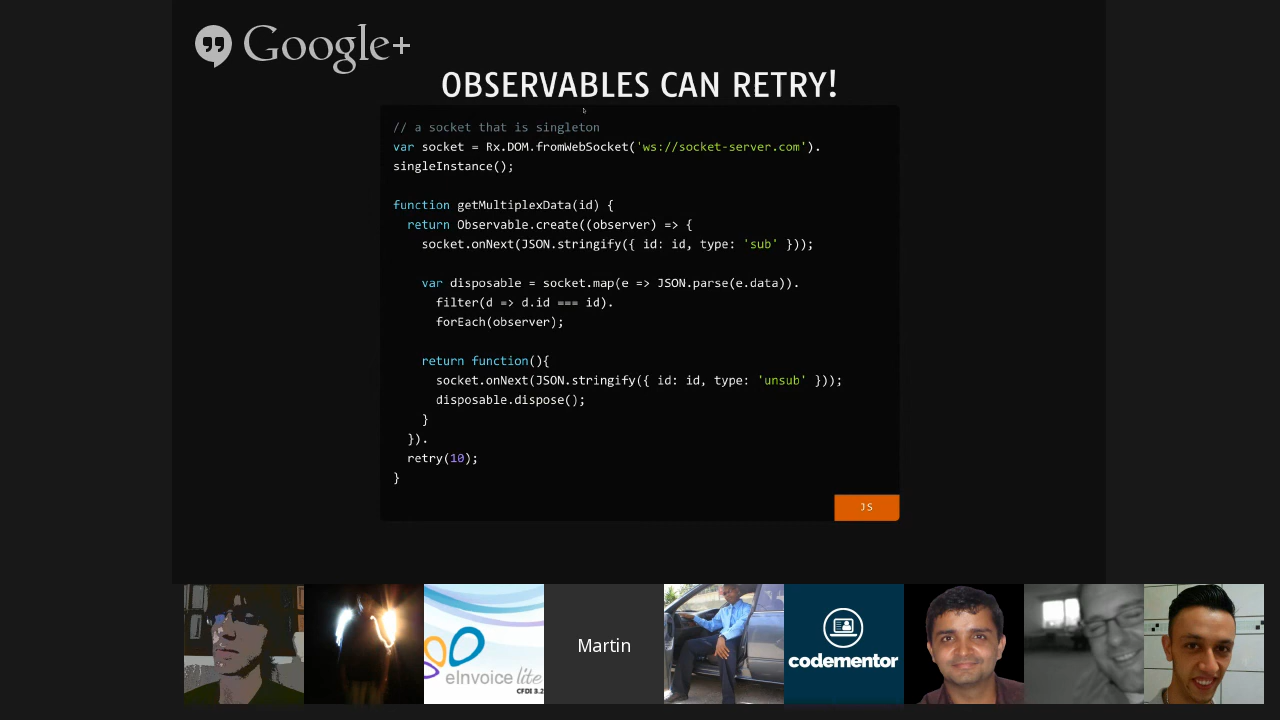 Google+
OBSERVABLES CAN RETRY!
// a socket that is singleton
var socket = Rx.DOM.fromWebSocket('ws://socket-server.com').
singleInstance();
function getMultiplexData(id) {
return Observable.create((observer) => {
socket.onNext(JSON.stringify({ id: id, type: 'sub' }));
var disposable = socket.map(e => JSON.parse(e.data)).
filter(d => d.id === id).
forEach(observer);
return function(){
socket.onNext(JSON.stringify({ id: id, type: 'unsub' }));
disposable.dispose();
}
}).
retry(10);
}
JS
eInvoice lite
CFDI 3.2
Martin
codementor